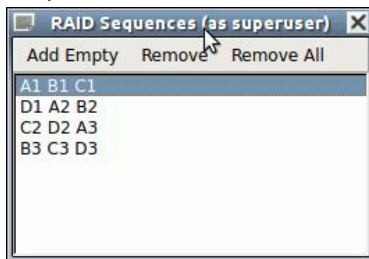 RAID Sequences (as superuser)
Add Empty Remove Remove All
A1 B1 C1
D1 A2 B2
C2 D2 A3
B3 C3 D3